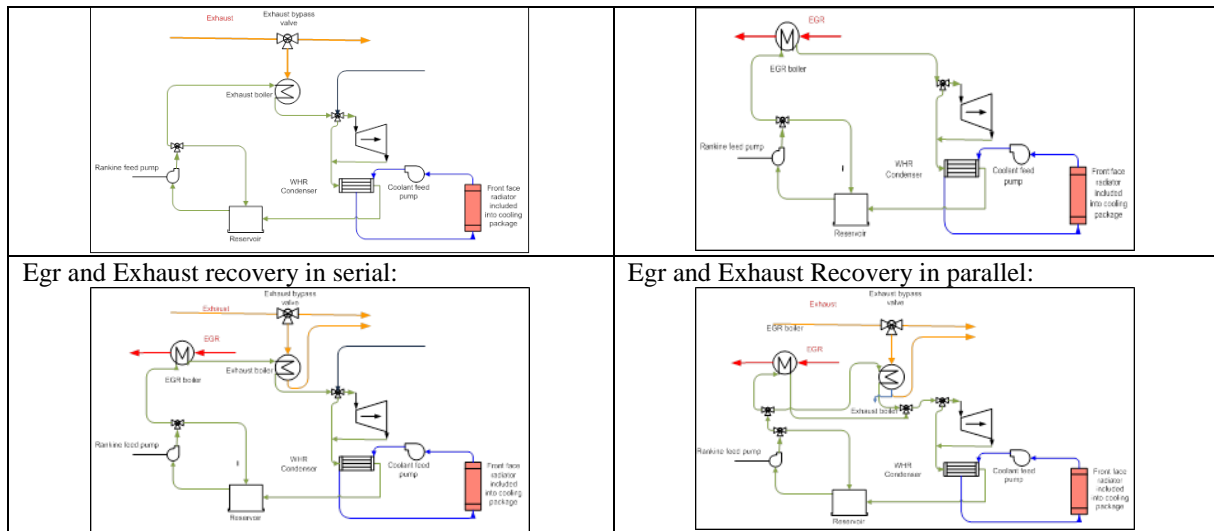 Exhaust
Exhaust bypass
valve
Exhaust boiler
Rankine feed pump
WHR
Condenser
Coolant feed
pump
Front face
radiator
included
into cooling
package
Reservoir
EGR
EGR boiler
Rankine feed pump
WHR
Condenser
Coolant feed
pump
Front face
radiator
included
into cooling
package
Reservoir
Egr and Exhaust recovery in serial:
Exhaust bypass
valve
Exhaust
EGR
EGR boiler
Exhaust boiler
Rankine feed pump
WHR
Condenser
Coolant feed
pump
Front face
radiator
included
into cooling
package
Reservoir
Egr and Exhaust Recovery in parallel:
Exhaust bypass
valve
Exhaust
EGR boiler
EGR
Exhaust boiler
Rankine feed pump
WHR
Condenser
Coolant feed
pump
Front face
radiator
included
into cooling
package
Reservoir